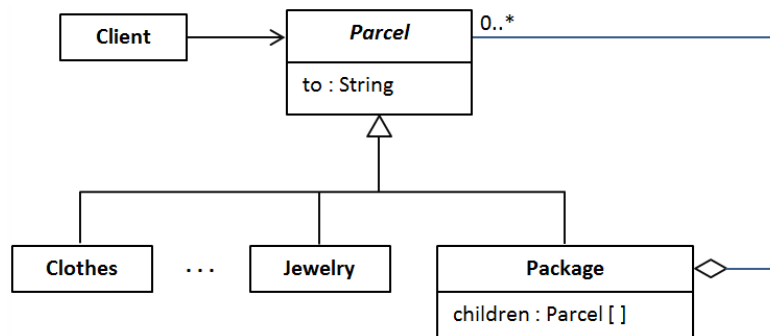 Client
Parcel
0..*
to : String
Clothes
...
Jewelry
Package
children : Parcel [ ]